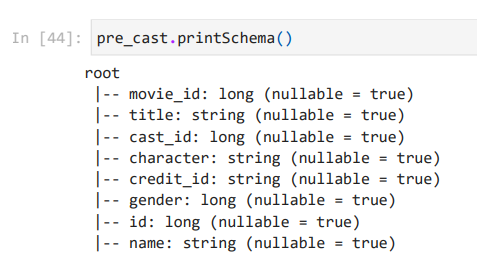 In [44]: pre_cast.printSchema()
root
|-- movie_id: long (nullable = true)
|-- title: string (nullable = true)
|-- cast_id: long (nullable = true)
|-- character: string (nullable = true)
|-- credit_id: string (nullable = true)
|-- gender: long (nullable = true)
|-- id: long (nullable = true)
|-- name: string (nullable = true)